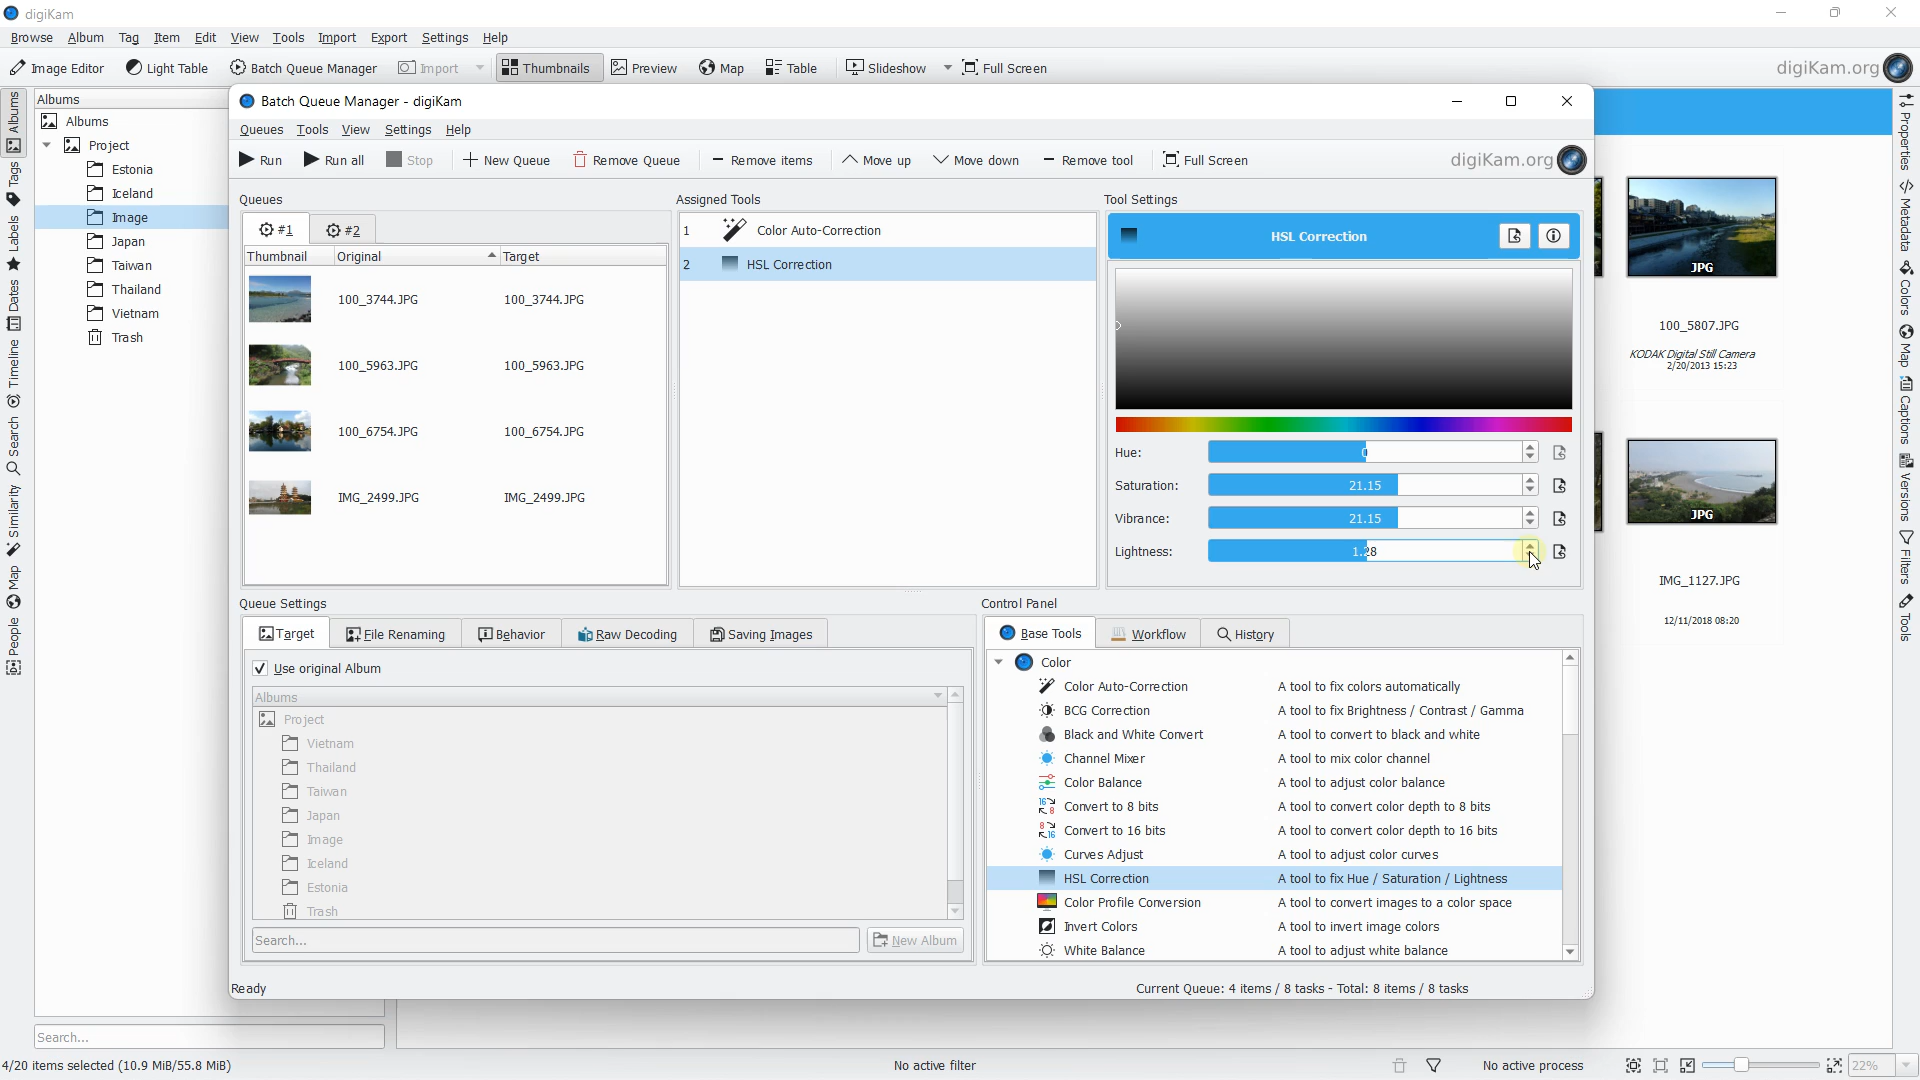 digiKam
Browse Album Tag Item Edit View Tools Import Export Settings Help
Image Editor Light Table Batch Queue Manager Import Thumbnails Preview Map Table Slideshow Full Screen digiKam.org
Albums
Albums
Project
Estonia
Iceland
Image
Japan
Taiwan
Thailand
Vietnam
Trash
Albums
Tags
Labels
Dates
Timeline
Search
Similarity
Map
People
Batch Queue Manager - digiKam
Queues Tools View Settings Help
Run Run all Stop New Queue Remove Queue Remove items Move up Move down Remove tool Full Screen digiKam.org
Queues
#1 #2
Thumbnail Original Target
100_3744.JPG 100_3744.JPG
100_5963.JPG 100_5963.JPG
100_6754.JPG 100_6754.JPG
IMG_2499.JPG IMG_2499.JPG
Assigned Tools
1 Color Auto-Correction
2 HSL Correction
Tool Settings
HSL Correction
Hue: 0
Saturation: 21.15
Vibrance: 21.15
Lightness: 1.28
Queue Settings
Target File Renaming Behavior Raw Decoding Saving Images
Use original Album
Albums
Project
Vietnam
Thailand
Taiwan
Japan
Image
Iceland
Estonia
Trash
Search...
New Album
Control Panel
Base Tools Workflow History
Color
Color Auto-Correction A tool to fix colors automatically
BCG Correction A tool to fix Brightness / Contrast / Gamma
Black and White Convert A tool to convert to black and white
Channel Mixer A tool to mix color channel
Color Balance A tool to adjust color balance
Convert to 8 bits A tool to convert color depth to 8 bits
Convert to 16 bits A tool to convert color depth to 16 bits
Curves Adjust A tool to adjust color curves
HSL Correction A tool to fix Hue / Saturation / Lightness
Color Profile Conversion A tool to convert images to a color space
Invert Colors A tool to invert image colors
White Balance A tool to adjust white balance
Ready
Current Queue: 4 items / 8 tasks - Total: 8 items / 8 tasks
JPG
100_5807.JPG
KODAK Digital Still Camera
2/20/2013 15:23
JPG
IMG_1127.JPG
12/11/2018 08:20
Properties
Metadata
Colors
Map
Captions
Versions
Filters
Tools
Search...
4/20 items selected (10.9 MiB/55.8 MiB)
No active filter
No active process
22%